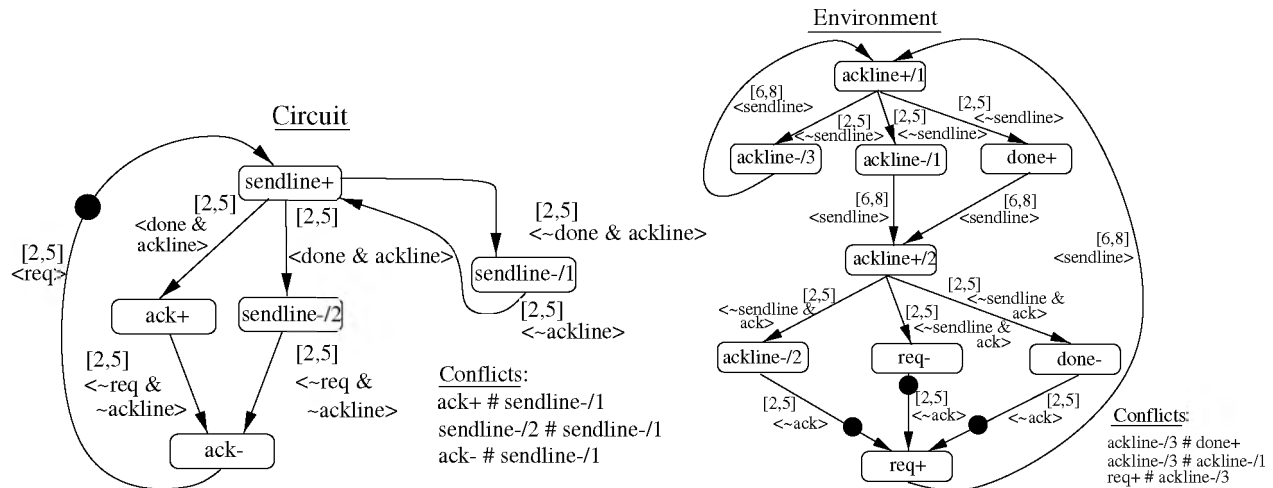 Circuit
sendline+
[2,5]
<done &
ackline>
[2,5]
<done & ackline>
[2,5]
<~done & ackline>
sendline-/1
[2,5]
<~ackline>
[2,5]
<req>
ack+
sendline-/2
[2,5]
<~req &
~ackline>
[2,5]
<~req &
~ackline>
ack-
Conflicts:
ack+ # sendline-/1
sendline-/2 # sendline-/1
ack- # sendline-/1
Environment
ackline+/1
[6,8]
<sendline>
[2,5]
<~sendline>
[2,5]
<~sendline>
[2,5]
<~sendline>
ackline-/3
ackline-/1
done+
[6,8]
<sendline>
[6,8]
<sendline>
[6,8]
<sendline>
ackline+/2
[2,5]
<~sendline &
ack>
[2,5]
<~sendline &
ack>
[2,5]
<~sendline &
ack>
ackline-/2
req-
done-
[2,5]
<~ack>
[2,5]
<~ack>
[2,5]
<~ack>
req+
Conflicts:
ackline-/3 # done+
ackline-/3 # ackline-/1
req+ # ackline-/3